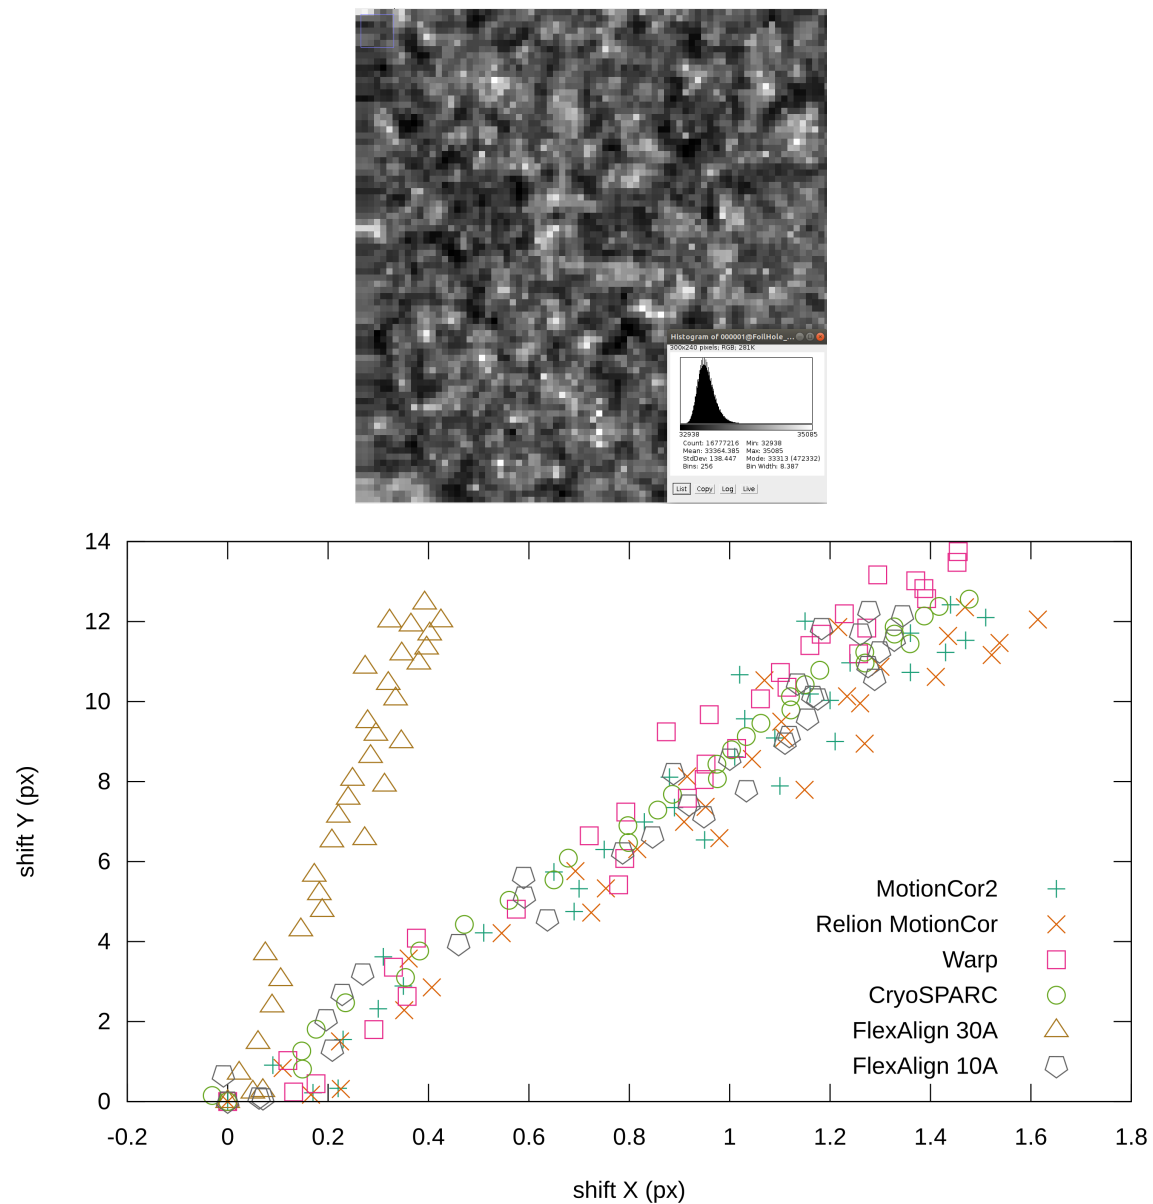 Histogram of 000001@FoilHole_...
300x240 pixels; RGB; 281K
32938 35085
Count: 16777216 Min: 32938
Mean: 33364.385 Max: 35085
StdDev: 138.447 Mode: 33313 (472332)
Bins: 256 Bin Width: 8.387
List Copy Log Live
14
12
10
8
6
4
2
0
shift Y (px)
MotionCor2
Relion MotionCor
Warp
CryoSPARC
FlexAlign 30A
FlexAlign 10A
-0.2 0 0.2 0.4 0.6 0.8 1 1.2 1.4 1.6 1.8
shift X (px)